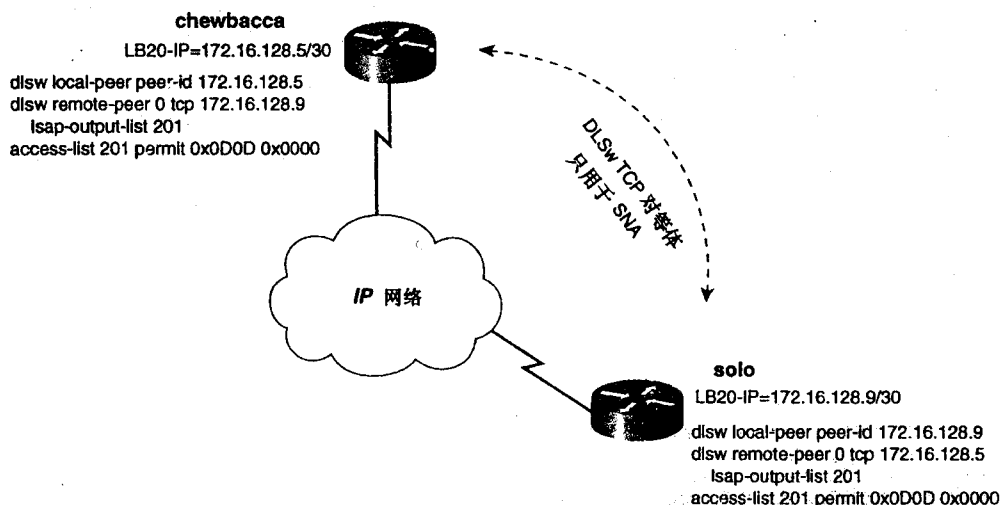 chewbacca
LB20-IP=172.16.128.5/30
dlsw local-peer peer-id 172.16.128.5
dlsw remote-peer 0 tcp 172.16.128.9
lsap-output-list 201
access-list 201 permit 0x0D0D 0x0000
DLSw TCP 对等体
只用于 SNA
IP 网络
solo
LB20-IP=172.16.128.9/30
dlsw local-peer peer-id 172.16.128.9
dlsw remote-peer 0 tcp 172.16.128.5
lsap-output-list 201
access-list 201 permit 0x0D0D 0x0000